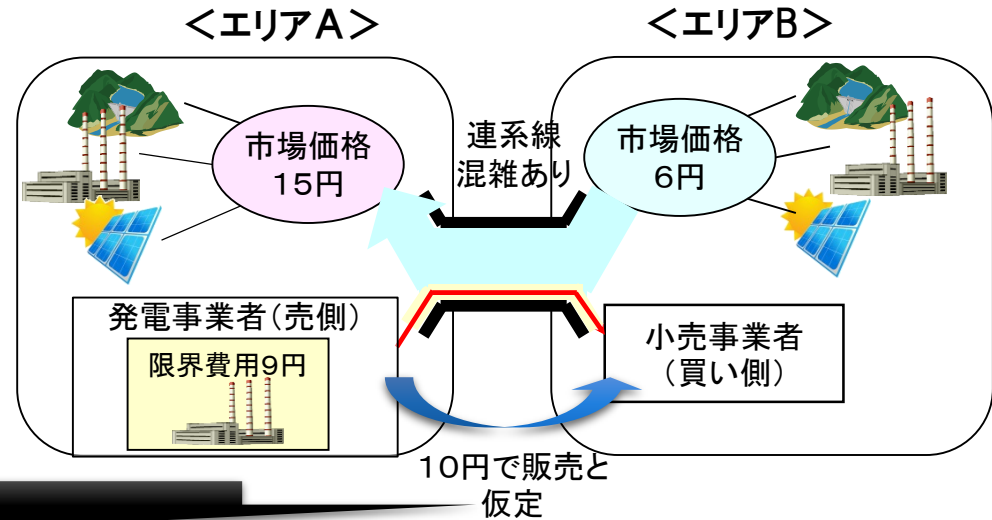 ＜エリアA＞
＜エリアB＞
市場価格
15円
連系線
混雑あり
市場価格
6円
発電事業者（売側）
限界費用9円
小売事業者
（買い側）
10円で販売と
仮定